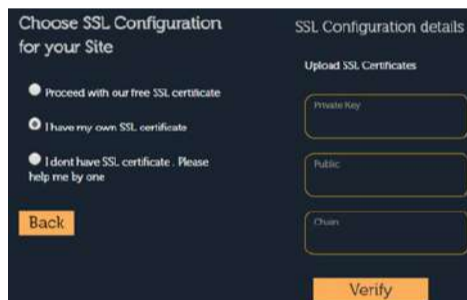 Choose SSL Configuration
for your Site
Proceed with our free SSL certificate
I have my own SSL certificate
I dont have SSL certificate . Please
help me by one
Back
SSL Configuration details
Upload SSL Certificates
Private Key
Public
Chain
Verify